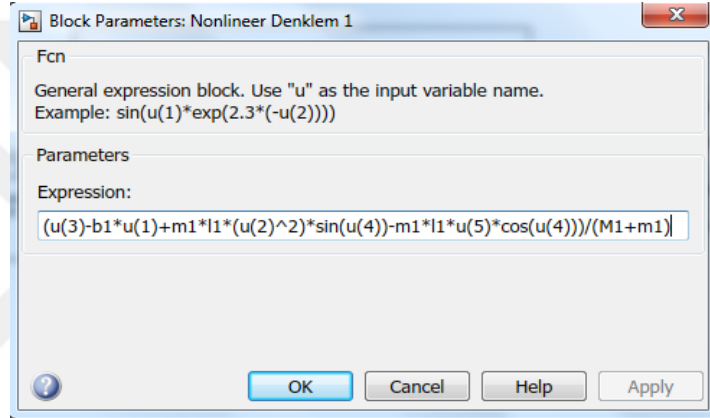 Block Parameters: Nonlineer Denklem 1
Fcn
General expression block. Use "u" as the input variable name.
Example: sin(u(1)*exp(2.3*(-u(2))))
Parameters
Expression:
(u(3)-b1*u(1)+m1*l1*(u(2)^2)*sin(u(4))-m1*l1*u(5)*cos(u(4)))/(M1+m1)
OK Cancel Help Apply